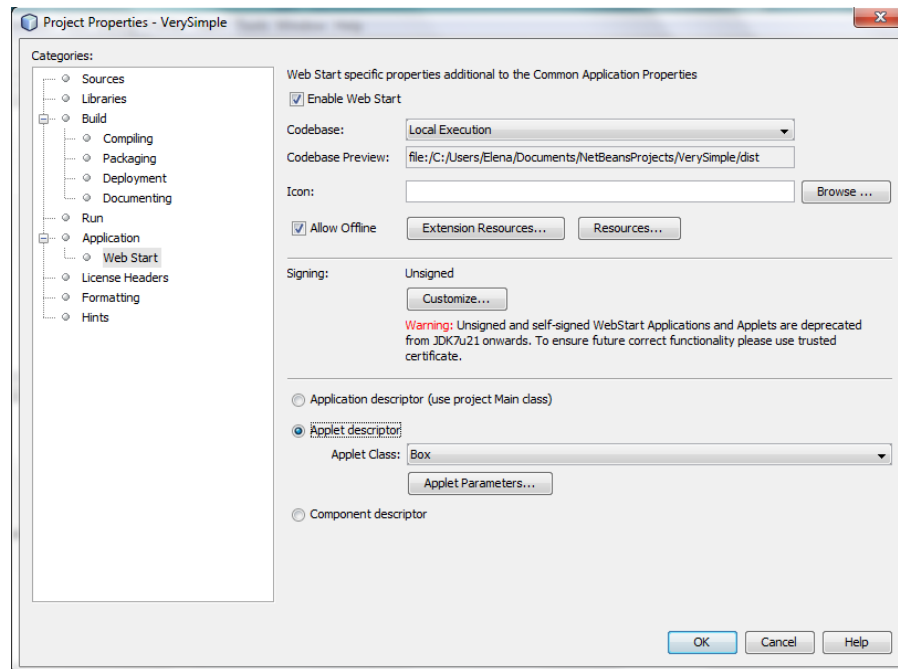 Project Properties - VerySimple
Tools Window Help
Categories:
Sources
Libraries
Build
Compiling
Packaging
Deployment
Documenting
Run
Application
Web Start
License Headers
Formatting
Hints
Web Start specific properties additional to the Common Application Properties
Enable Web Start
Codebase: Local Execution
Codebase Preview: file:/C:/Users/Elena/Documents/NetBeansProjects/VerySimple/dist
Icon: Browse ...
Allow Offline Extension Resources... Resources...
Signing: Unsigned
Customize...
Warning: Unsigned and self-signed WebStart Applications and Applets are deprecated
from JDK7u21 onwards. To ensure future correct functionality please use trusted
certificate.
Application descriptor (use project Main class)
Applet descriptor
Applet Class: Box
Applet Parameters...
Component descriptor
OK Cancel Help